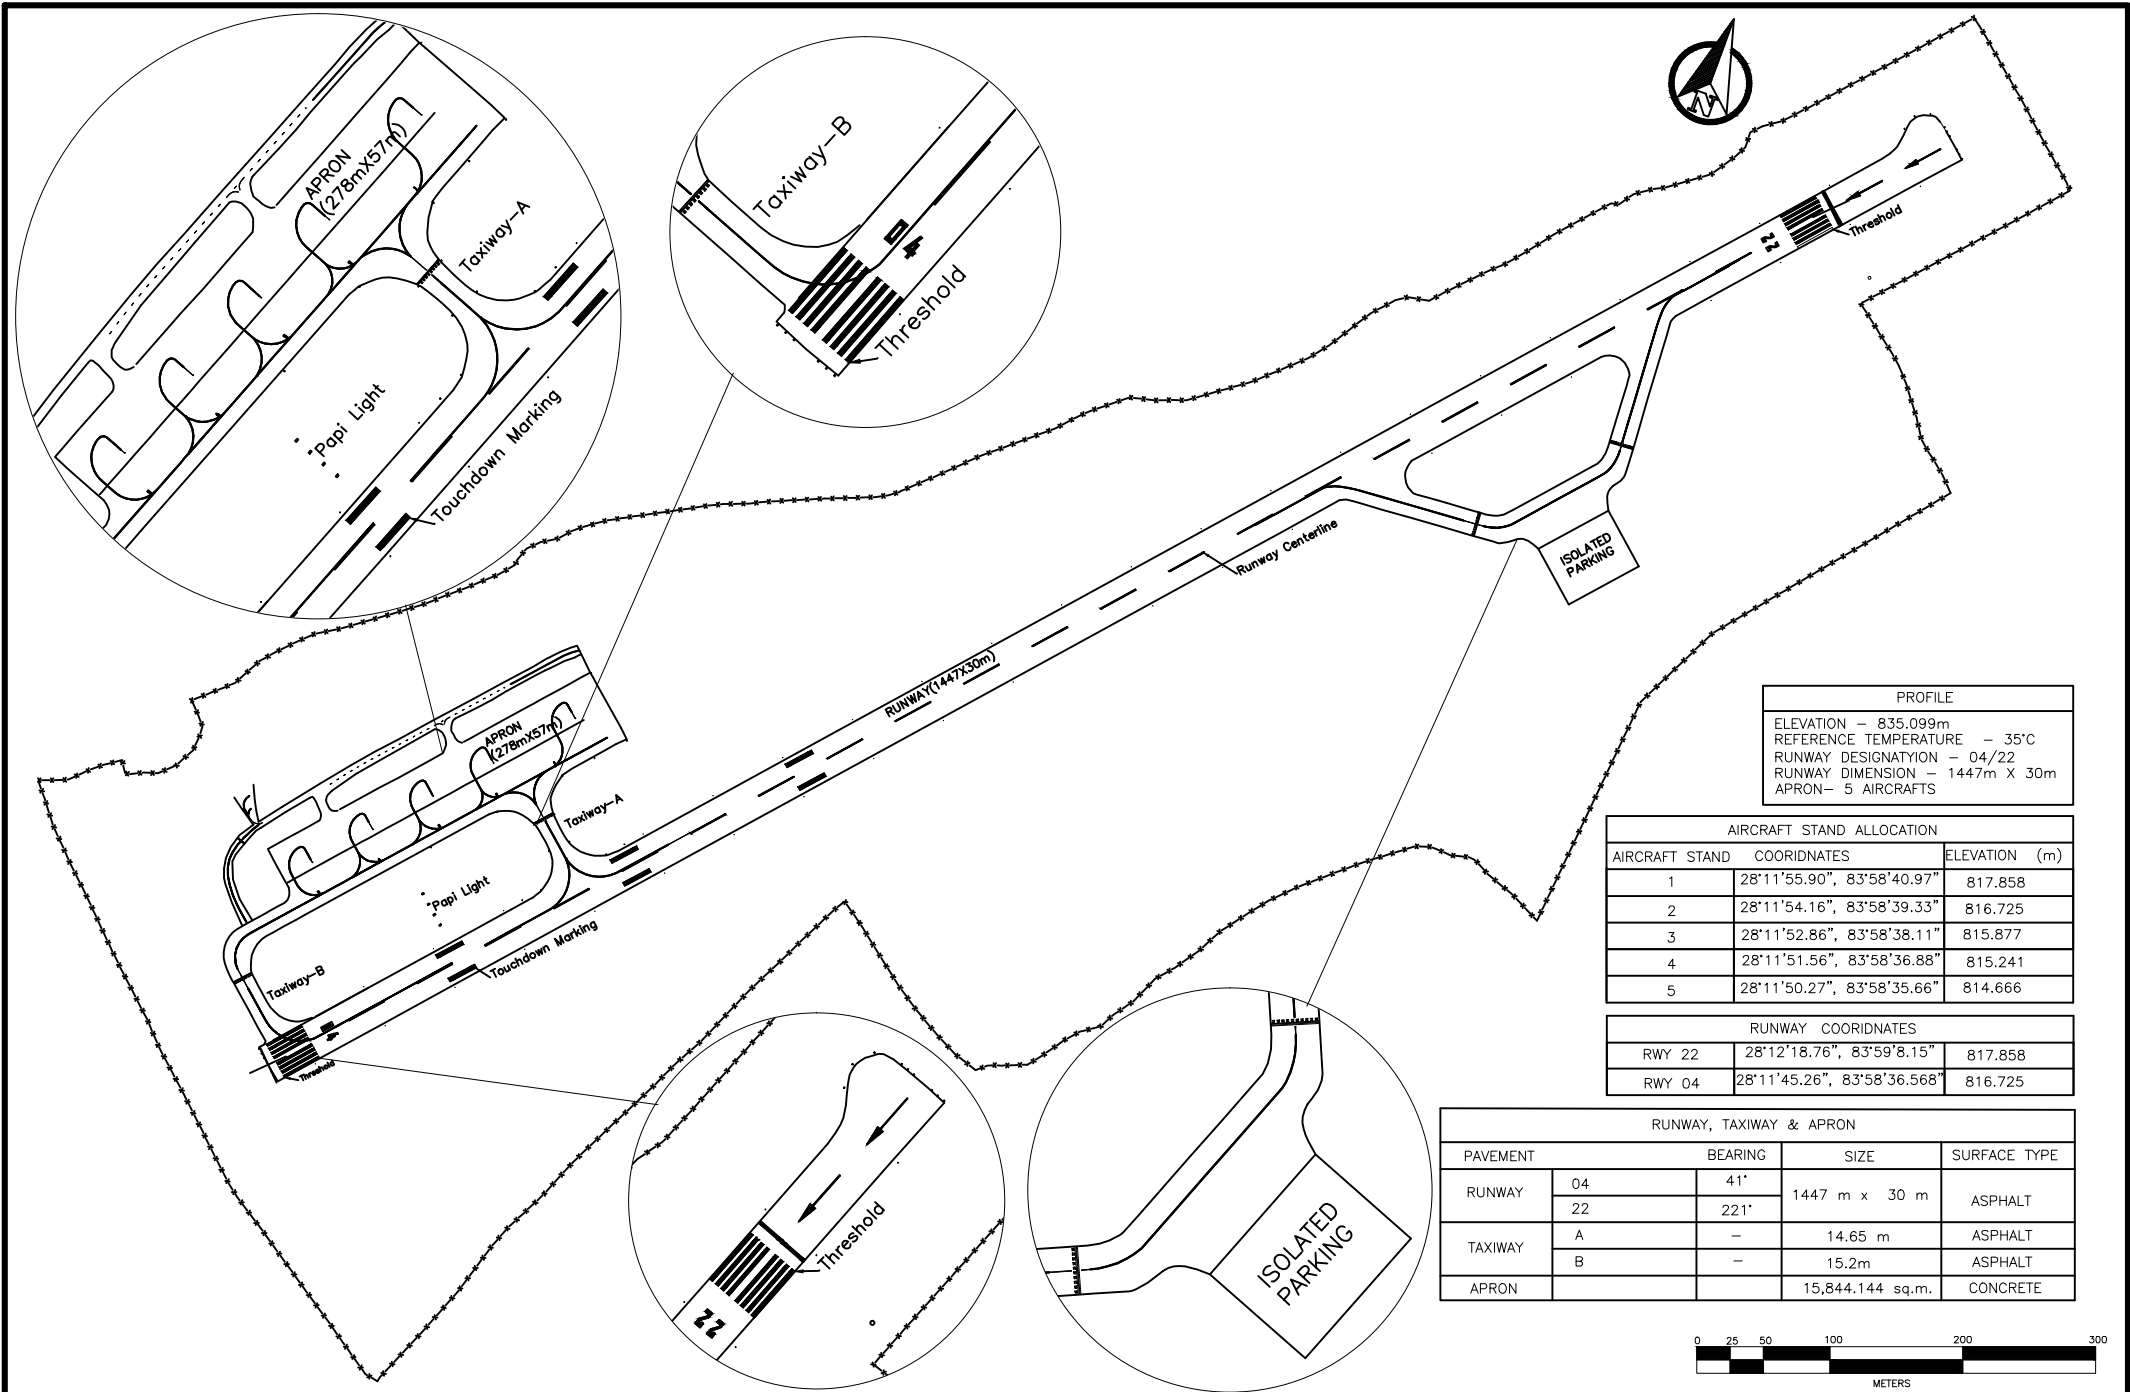 APRON
(278mX57m)
Taxiway-A
Papi Light
Touchdown Marking
Taxiway-B
04
Threshold
N
Threshold
22
Runway Centerline
ISOLATED
PARKING
RUNWAY(1447X30m)
APRON
(278mX57m)
Taxiway-A
Papi Light
Touchdown Marking
Taxiway-B
04
Threshold
Threshold
22
ISOLATED
PARKING
PROFILE
ELEVATION - 835.099m
REFERENCE TEMPERATURE - 35°C
RUNWAY DESIGNATYION - 04/22
RUNWAY DIMENSION - 1447m X 30m
APRON- 5 AIRCRAFTS
AIRCRAFT STAND ALLOCATION
AIRCRAFT STAND COORIDNATES ELEVATION (m)
1 28°11'55.90", 83°58'40.97" 817.858
2 28°11'54.16", 83°58'39.33" 816.725
3 28°11'52.86", 83°58'38.11" 815.877
4 28°11'51.56", 83°58'36.88" 815.241
5 28°11'50.27", 83°58'35.66" 814.666
RUNWAY COORIDNATES
RWY 22 28°12'18.76", 83°59'8.15" 817.858
RWY 04 28°11'45.26", 83°58'36.568" 816.725
RUNWAY, TAXIWAY & APRON
PAVEMENT BEARING SIZE SURFACE TYPE
RUNWAY 04 41° 1447 m x 30 m ASPHALT
22 221°
TAXIWAY A - 14.65 m ASPHALT
B - 15.2m ASPHALT
APRON 15,844.144 sq.m. CONCRETE
0 25 50 100 200 300
METERS